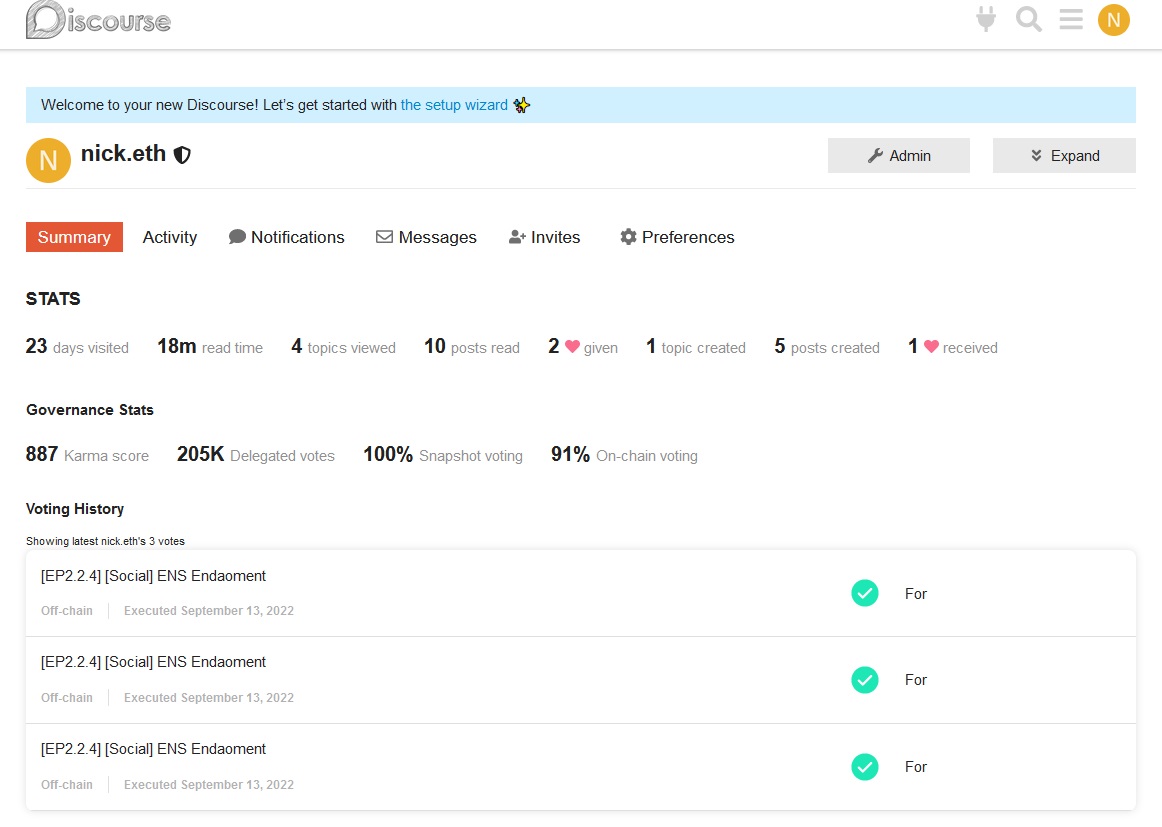 Discourse
N
Welcome to your new Discourse! Let's get started with the setup wizard ✨
N nick.eth Admin Expand
Summary Activity Notifications Messages Invites Preferences
STATS
23 days visited 18m read time 4 topics viewed 10 posts read 2 ❤ given 1 topic created 5 posts created 1 ❤ received
Governance Stats
887 Karma score 205K Delegated votes 100% Snapshot voting 91% On-chain voting
Voting History
Showing latest nick.eth's 3 votes
[EP2.2.4] [Social] ENS Endaoment
For
Off-chain Executed September 13, 2022
[EP2.2.4] [Social] ENS Endaoment
For
Off-chain Executed September 13, 2022
[EP2.2.4] [Social] ENS Endaoment
For
Off-chain Executed September 13, 2022